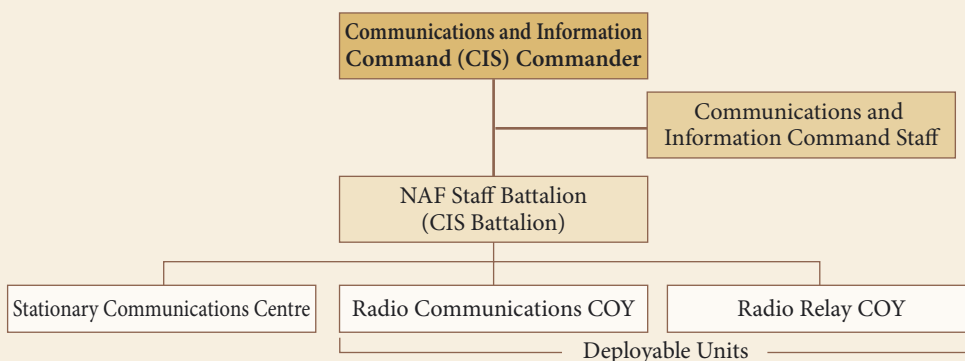 Communications and Information
Command (CIS) Commander
Communications and
Information Command Staff
NAF Staff Battalion
(CIS Battalion)
Stationary Communications Centre
Radio Communications COY
Radio Relay COY
Deployable Units